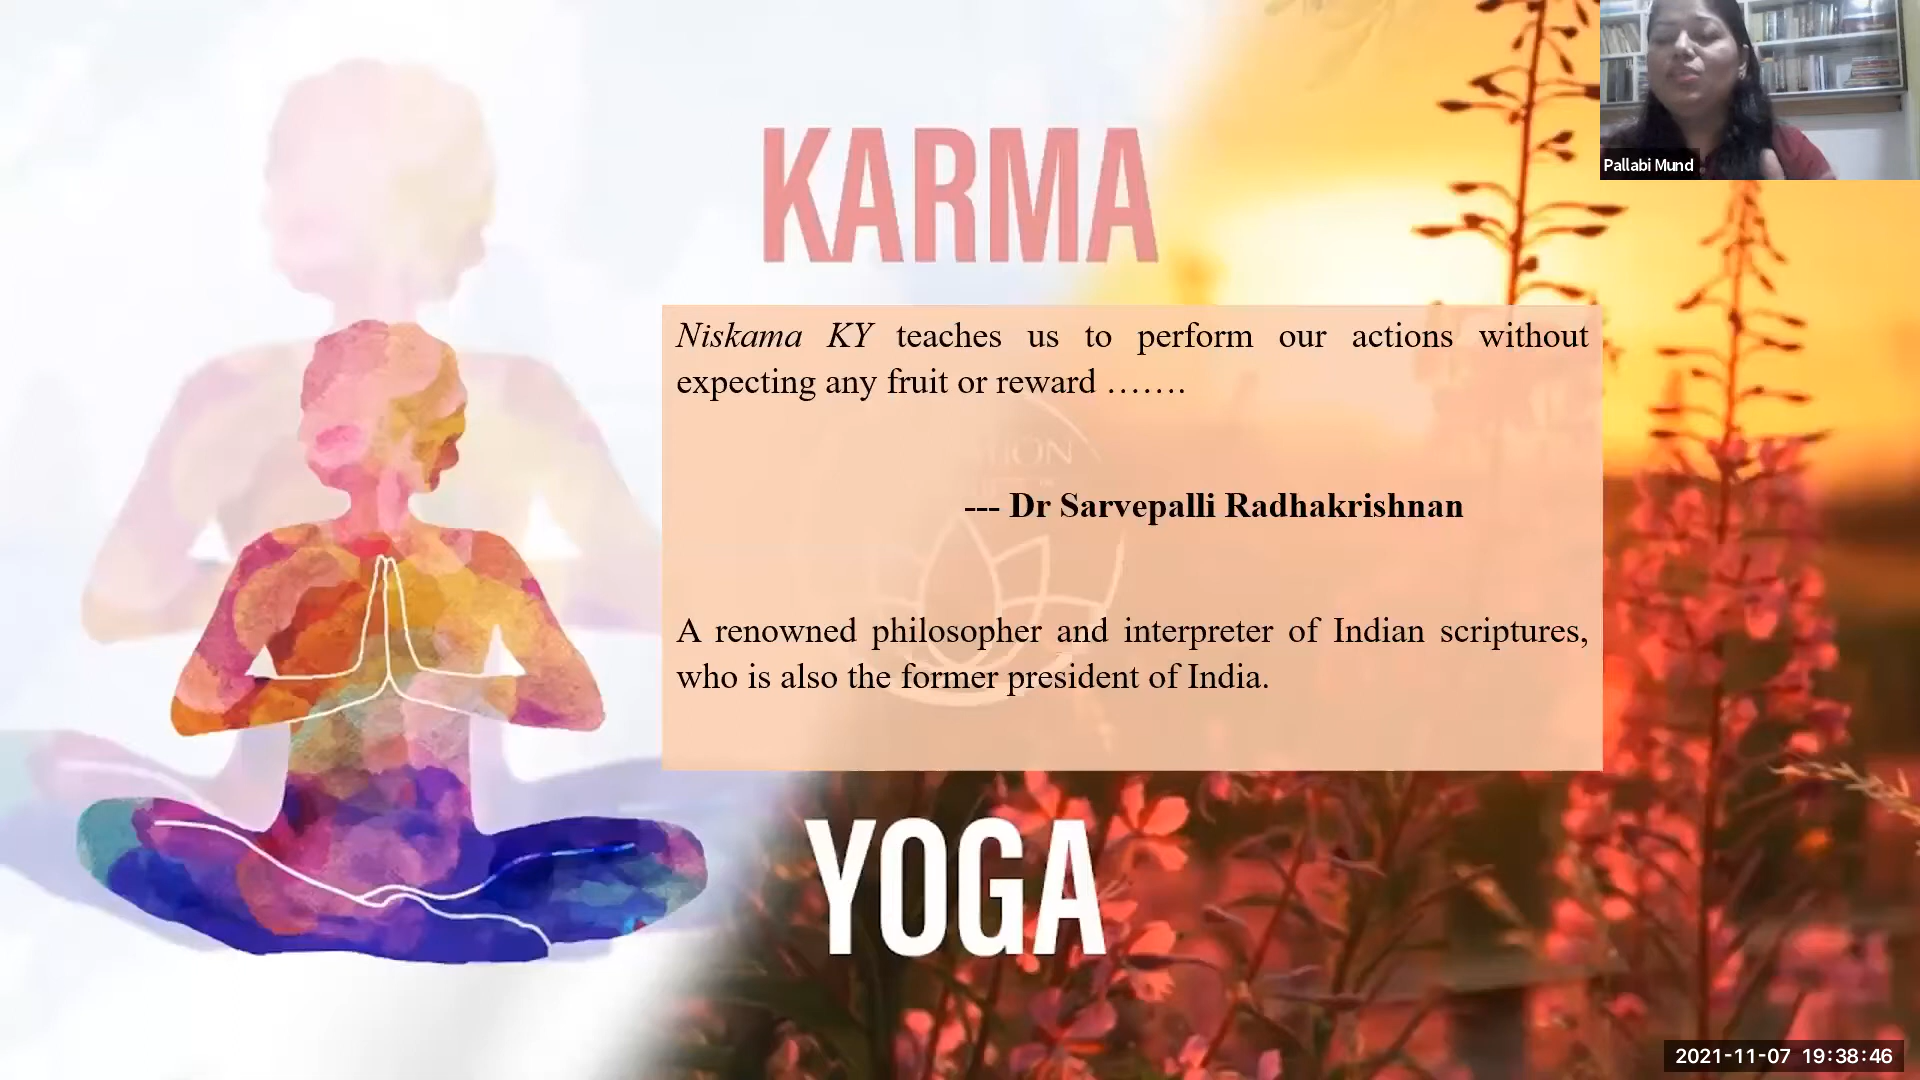 KARMA
Pallabi Mund
Niskama KY teaches us to perform our actions without
expecting any fruit or reward …….
--- Dr Sarvepalli Radhakrishnan
A renowned philosopher and interpreter of Indian scriptures,
who is also the former president of India.
YOGA
2021-11-07 19:38:46